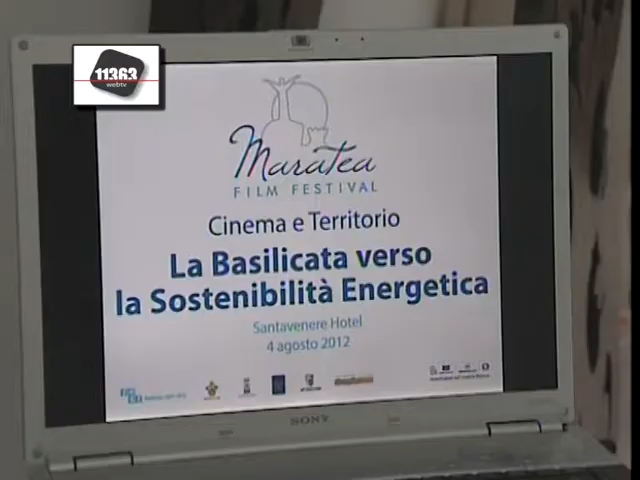 11363
webtv
Maratea
FILM FESTIVAL
Cinema e Territorio
La Basilicata verso
la Sostenibilità Energetica
Santavenere Hotel
4 agosto 2012
SONY